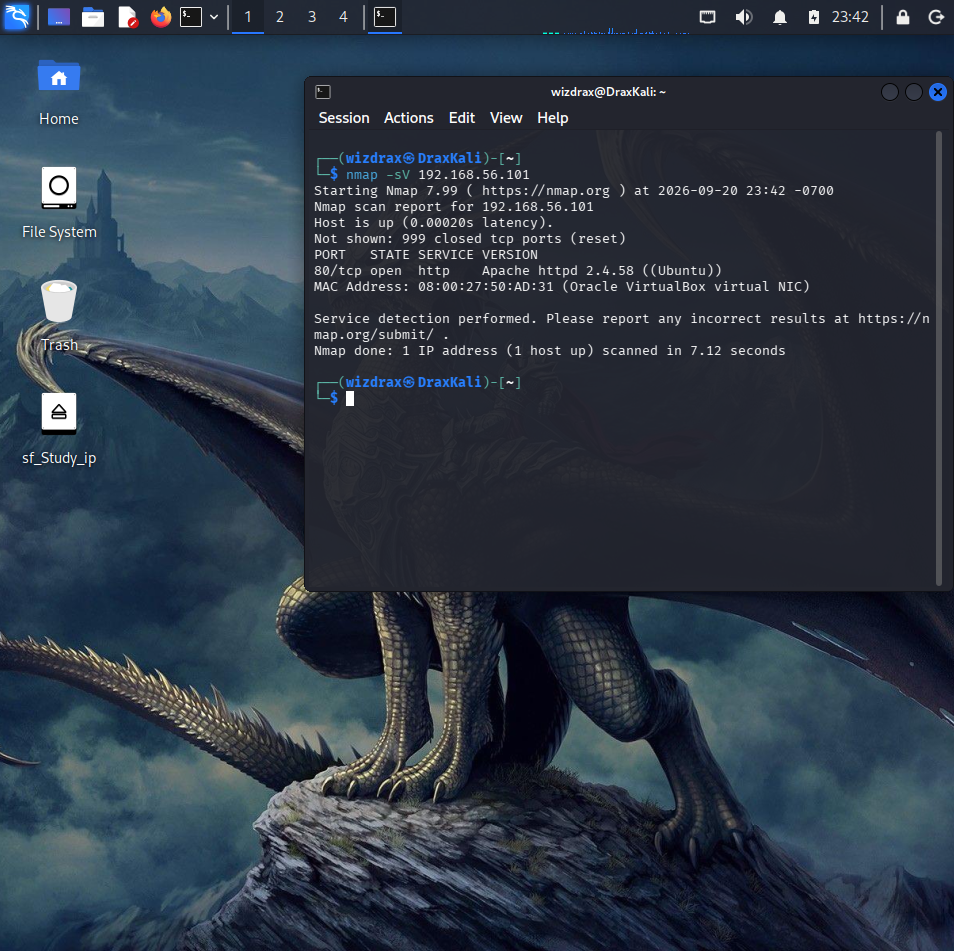 1 2 3 4 23:42
Home
File System
Trash
sf_Study_ip
wizdrax@DraxKali: ~
Session Actions Edit View Help
┌──(wizdrax㉿DraxKali)-[~]
└─$ nmap -sV 192.168.56.101
Starting Nmap 7.99 ( https://nmap.org ) at 2026-09-20 23:42 -0700
Nmap scan report for 192.168.56.101
Host is up (0.00020s latency).
Not shown: 999 closed tcp ports (reset)
PORT   STATE SERVICE VERSION
80/tcp open  http    Apache httpd 2.4.58 ((Ubuntu))
MAC Address: 08:00:27:50:AD:31 (Oracle VirtualBox virtual NIC)
Service detection performed. Please report any incorrect results at https://n
map.org/submit/ .
Nmap done: 1 IP address (1 host up) scanned in 7.12 seconds
┌──(wizdrax㉿DraxKali)-[~]
└─$